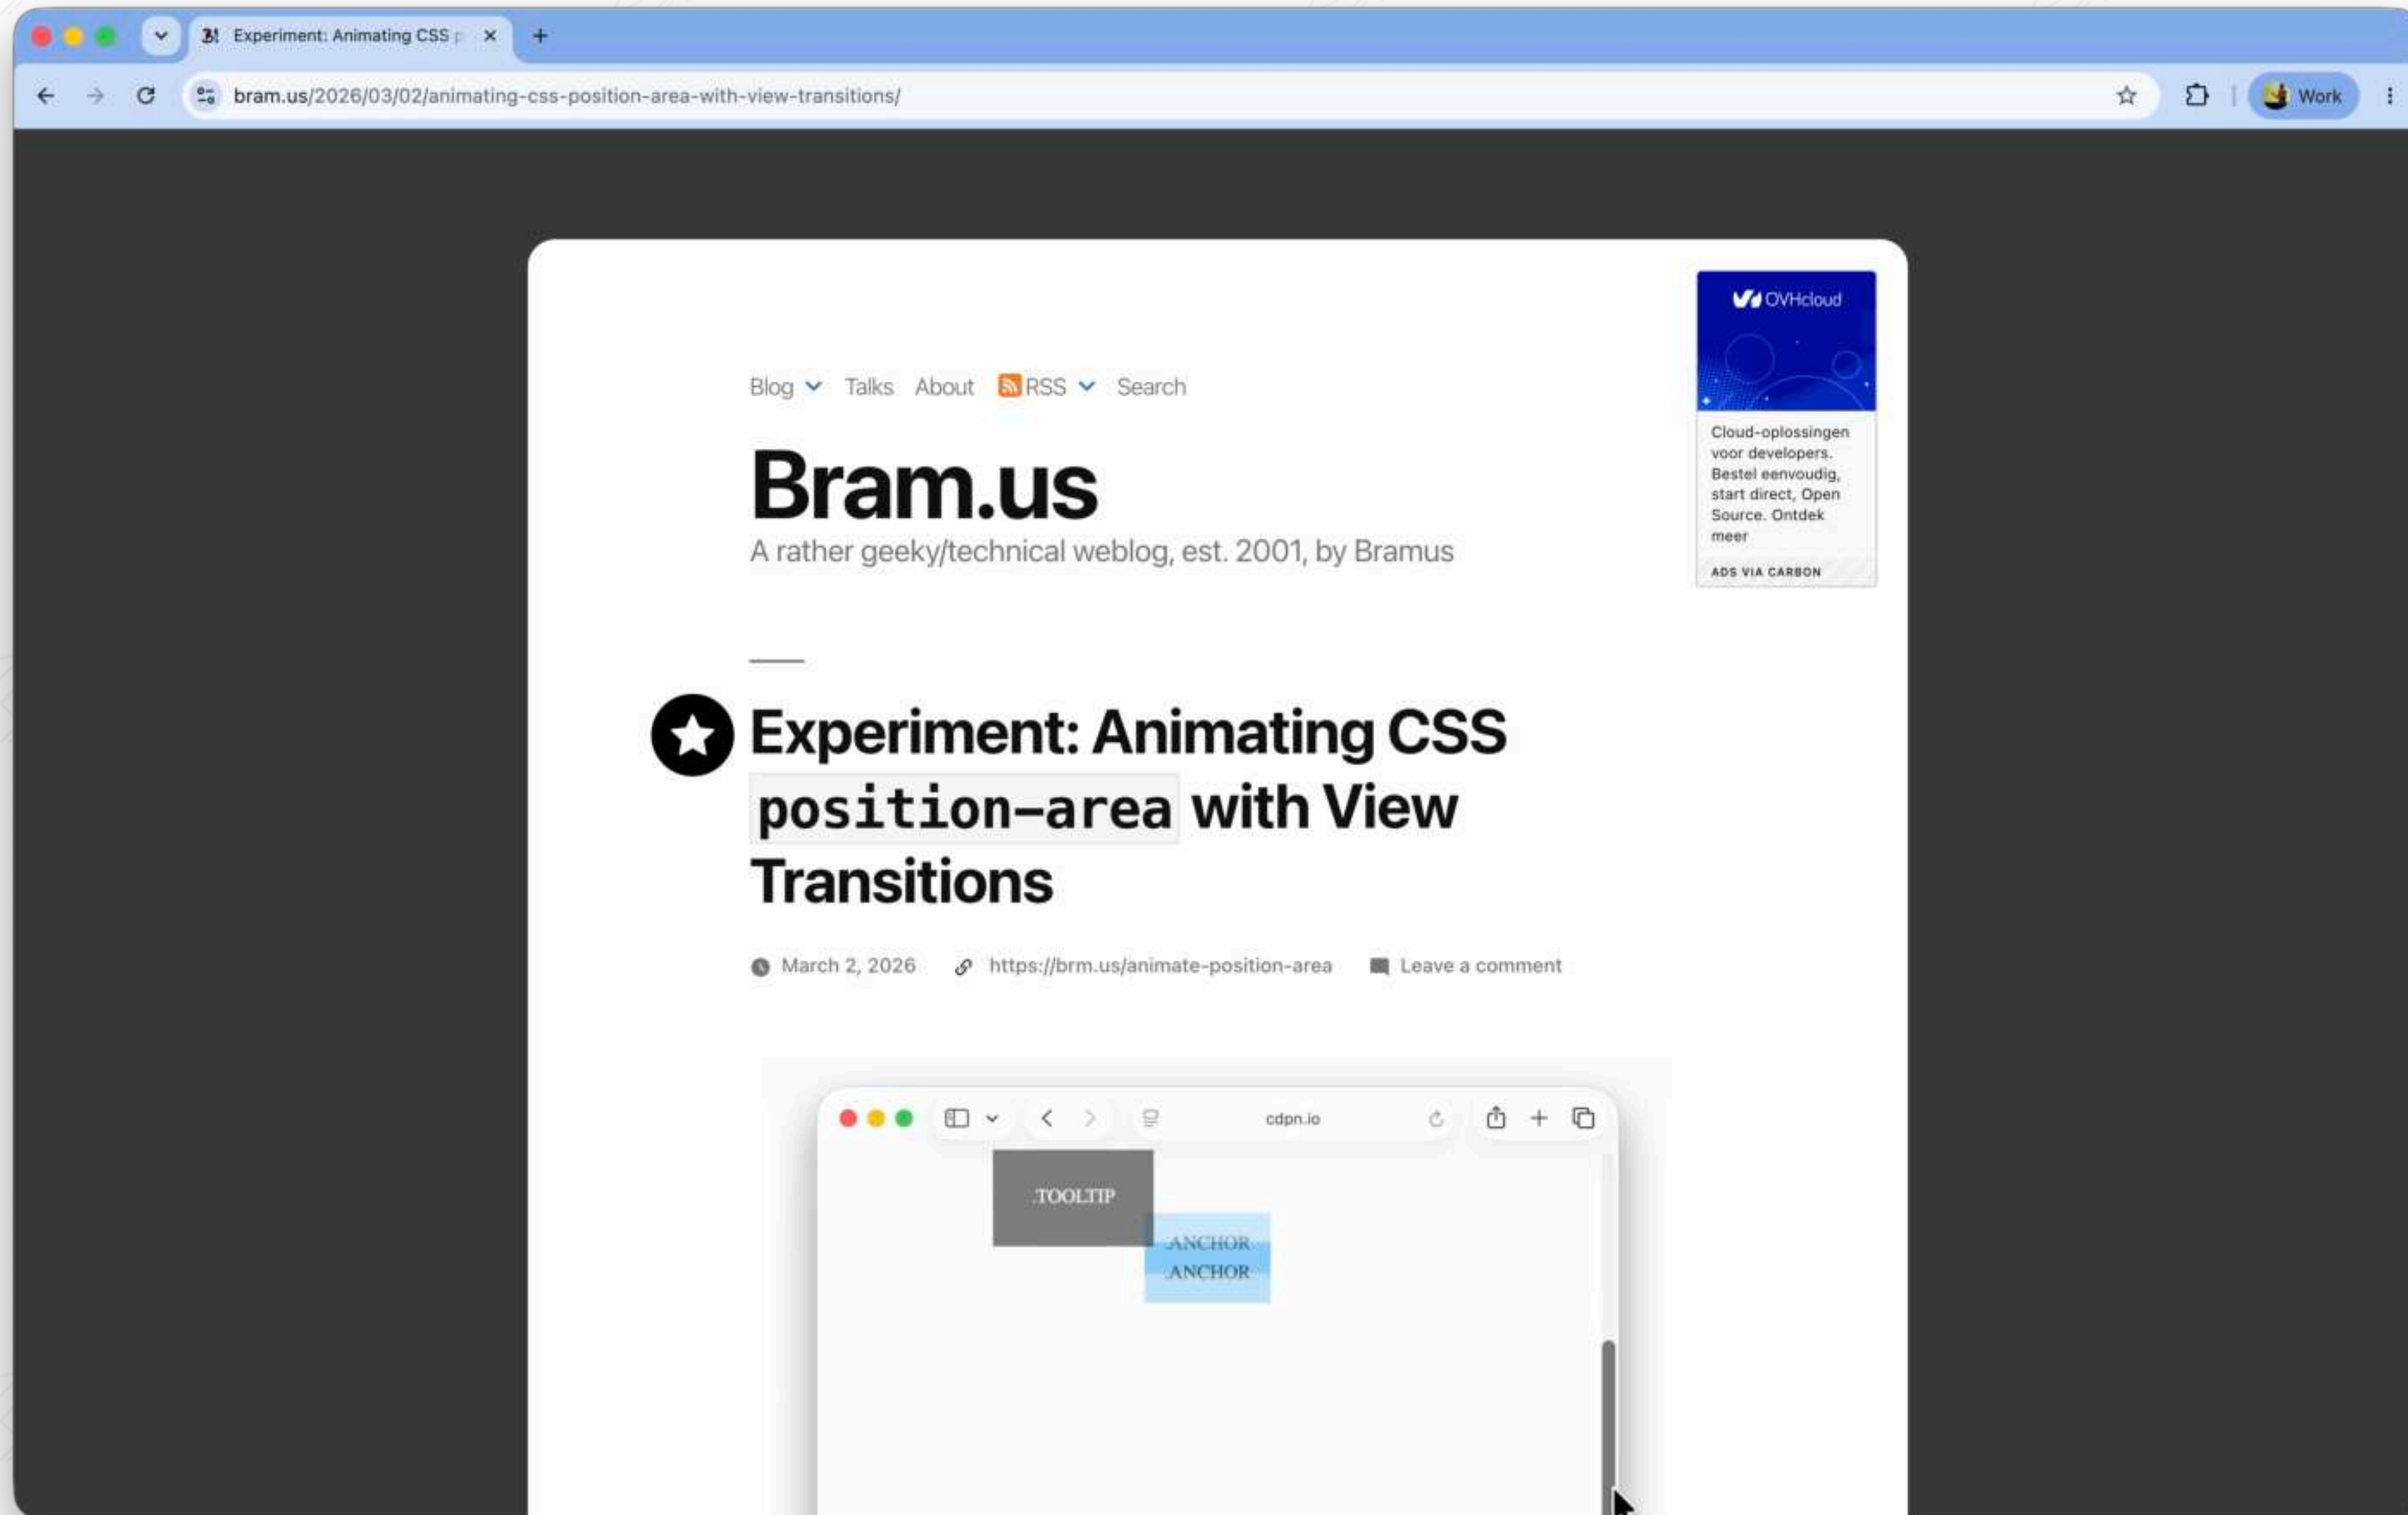 Experiment: Animating CSS p
bram.us/2026/03/02/animating-css-position-area-with-view-transitions/
Work
OVHcloud
Cloud-oplossingen
voor developers.
Bestel eenvoudig,
start direct, Open
Source. Ontdek
meer
ADS VIA CARBON
Blog Talks About RSS Search
Bram.us
A rather geeky/technical weblog, est. 2001, by Bramus
Experiment: Animating CSS
position-area with View
Transitions
March 2, 2026 https://brm.us/animate-position-area Leave a comment
cdpn.io
.TOOLTIP
.ANCHOR
.ANCHOR